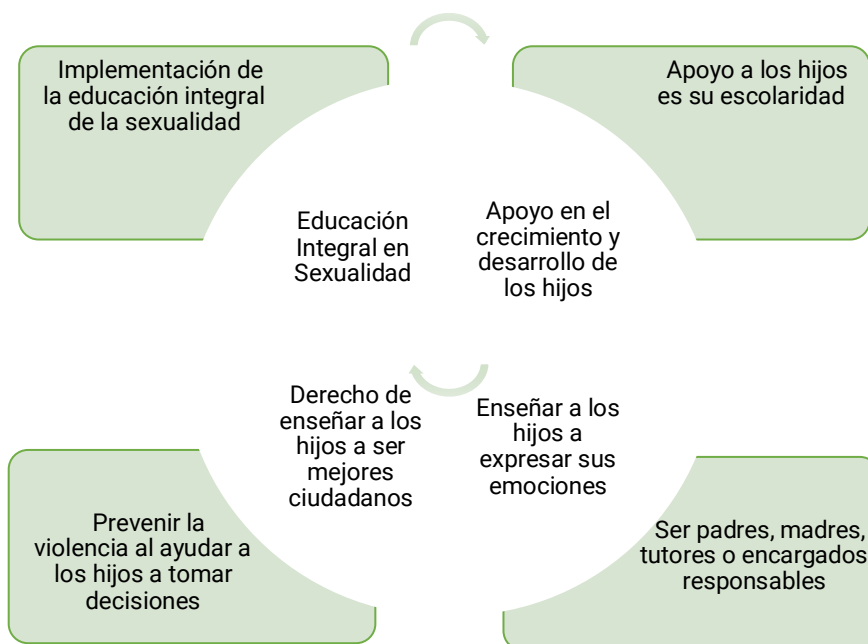 Implementación de
la educación integral
de la sexualidad
Apoyo a los hijos
es su escolaridad
Educación
Integral en
Sexualidad
Apoyo en el
crecimiento y
desarrollo de
los hijos
Derecho de
enseñar a los
hijos a ser
mejores
ciudadanos
Enseñar a los
hijos a
expresar sus
emociones
Prevenir la
violencia al ayudar a
los hijos a tomar
decisiones
Ser padres, madres,
tutores o encargados
responsables